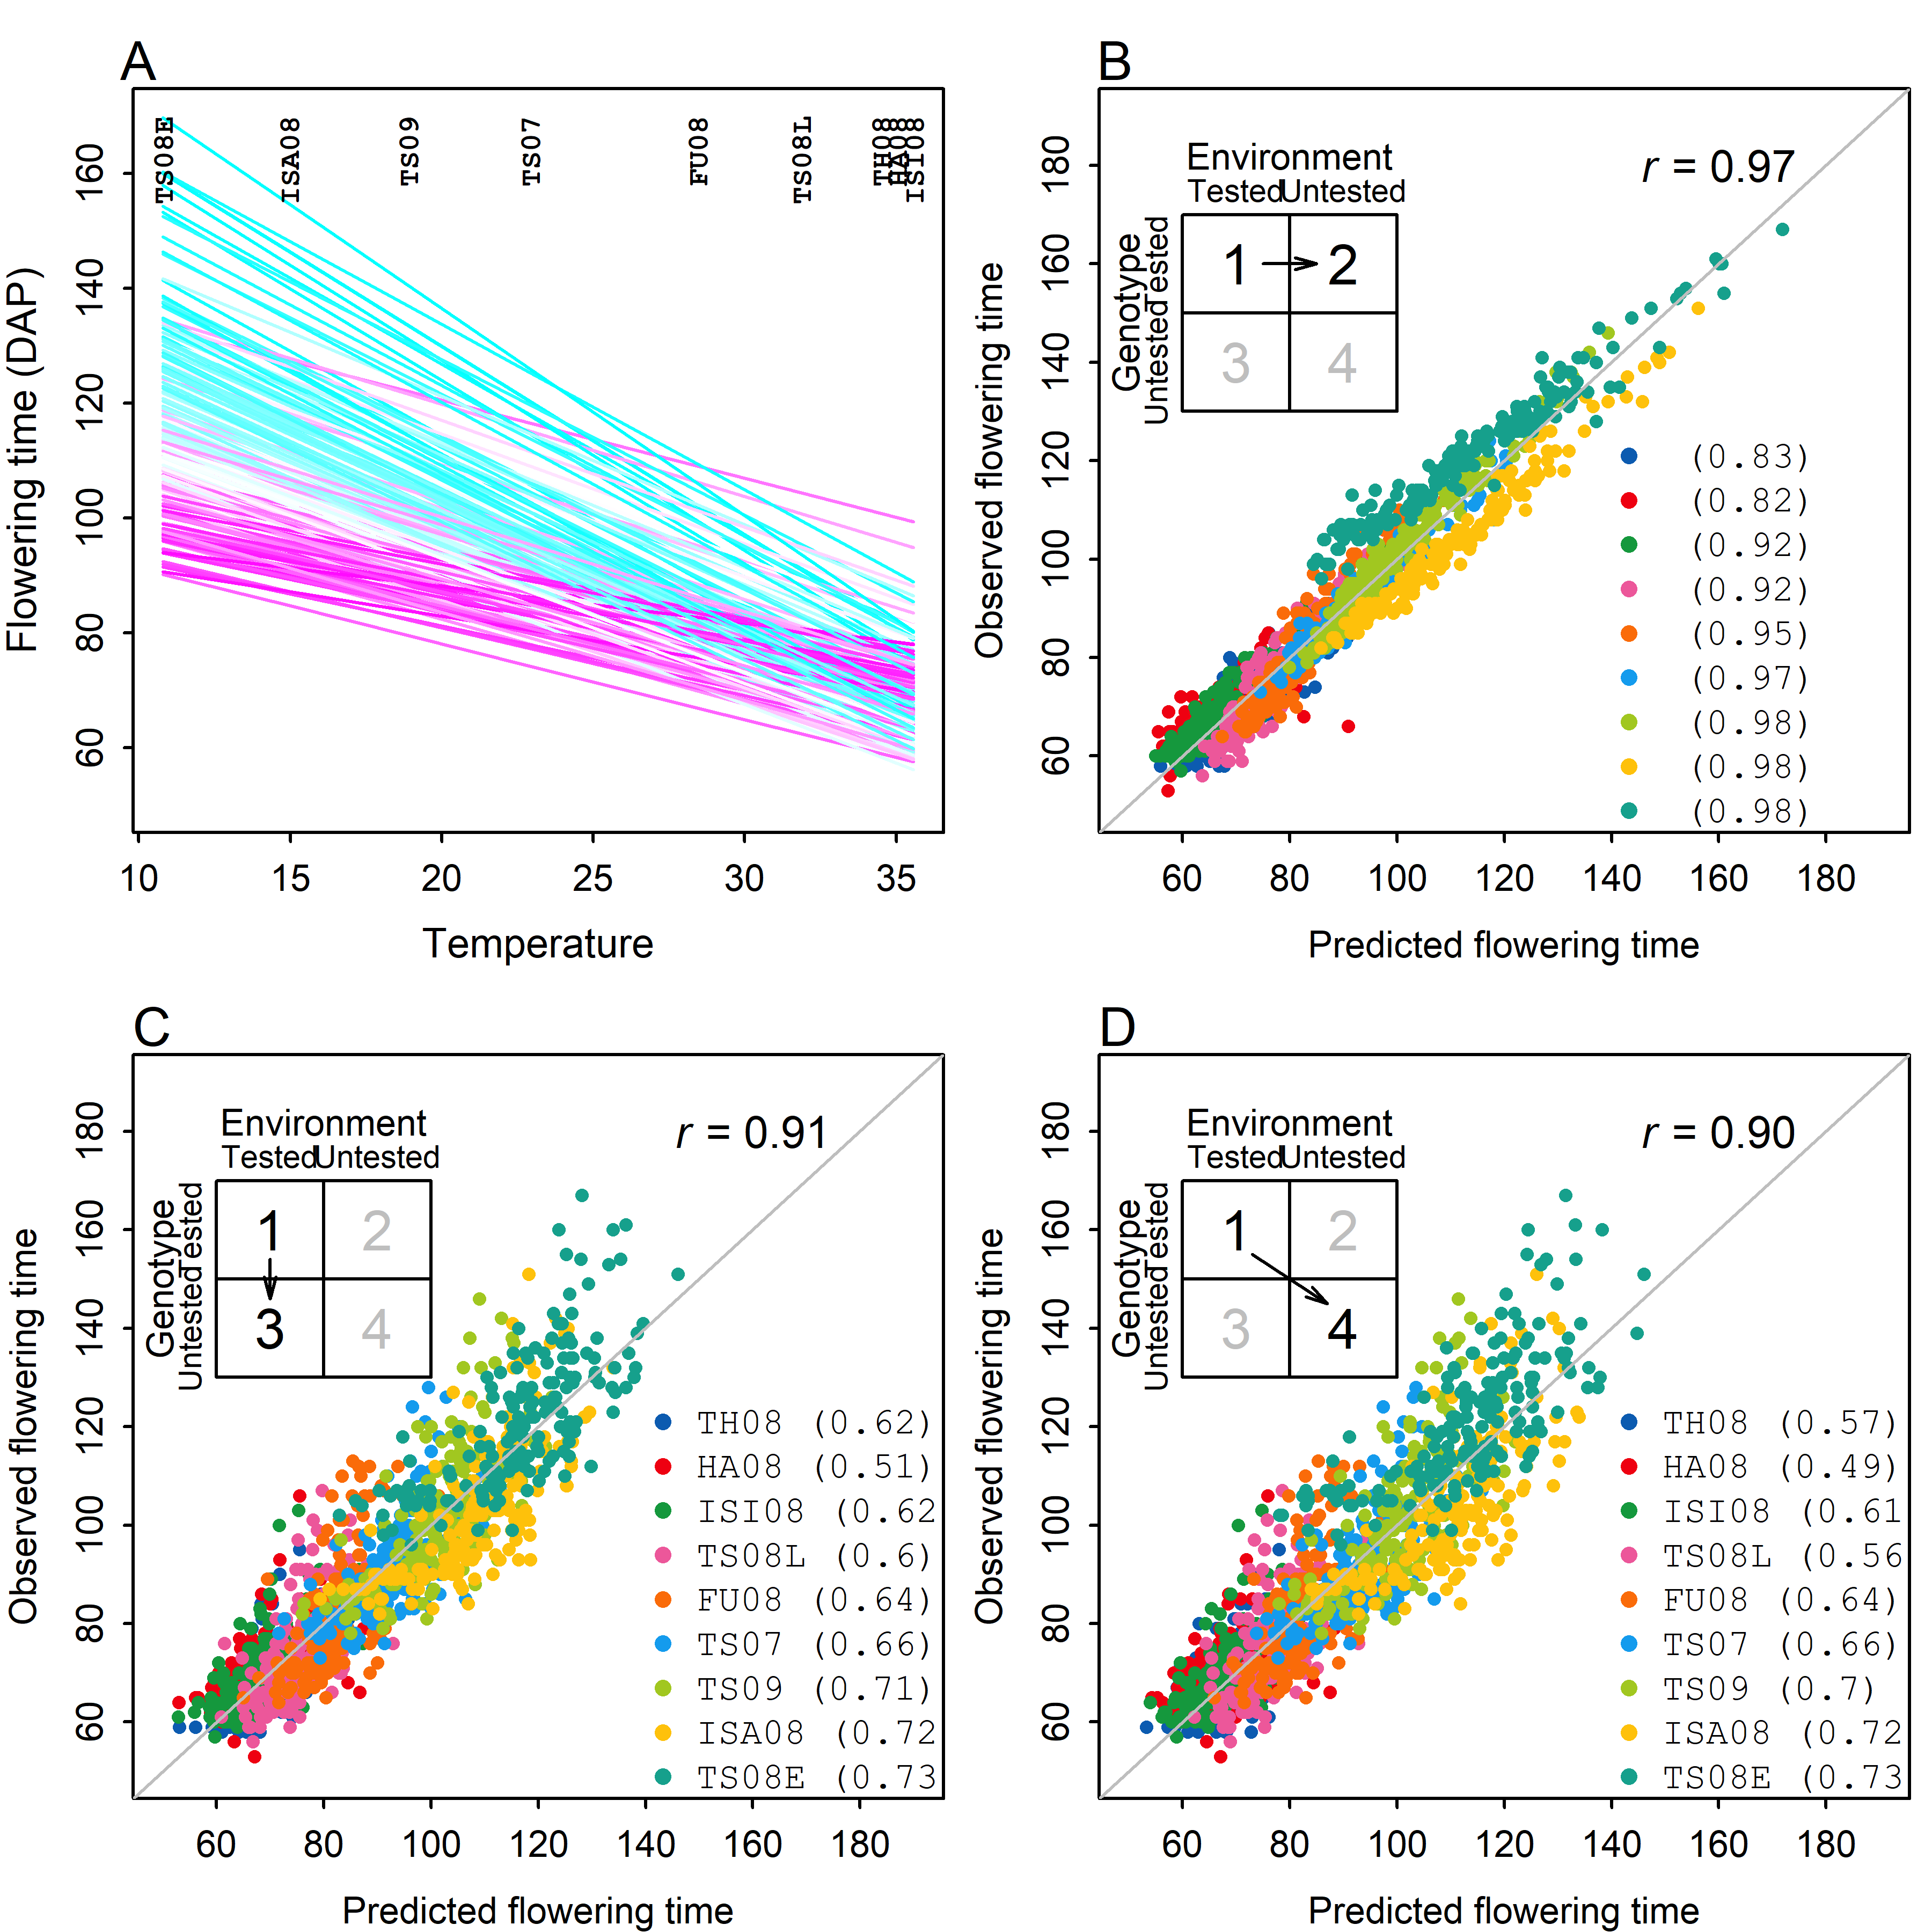 A
TS08E
ISA08
TS09
TS07
FU08
TS08L
TH08
HA08
ISI08
Flowering time (DAP)
160
140
120
100
80
60
10 15 20 25 30 35
Temperature
B
r = 0.97
Environment
Tested Untested
Genotype
Untested Tested
1 2
3 4
Observed flowering time
180
160
140
120
100
80
60
(0.83)
(0.82)
(0.92)
(0.92)
(0.95)
(0.97)
(0.98)
(0.98)
(0.98)
60 80 100 120 140 160 180
Predicted flowering time
C
r = 0.91
Environment
Tested Untested
Genotype
Untested Tested
1 2
3 4
Observed flowering time
180
160
140
120
100
80
60
TH08 (0.62)
HA08 (0.51)
ISI08 (0.62
TS08L (0.6)
FU08 (0.64)
TS07 (0.66)
TS09 (0.71)
ISA08 (0.72
TS08E (0.73
60 80 100 120 140 160 180
Predicted flowering time
D
r = 0.90
Environment
Tested Untested
Genotype
Untested Tested
1 2
3 4
Observed flowering time
180
160
140
120
100
80
60
TH08 (0.57)
HA08 (0.49)
ISI08 (0.61
TS08L (0.56
FU08 (0.64)
TS07 (0.66)
TS09 (0.7)
ISA08 (0.72
TS08E (0.73
60 80 100 120 140 160 180
Predicted flowering time